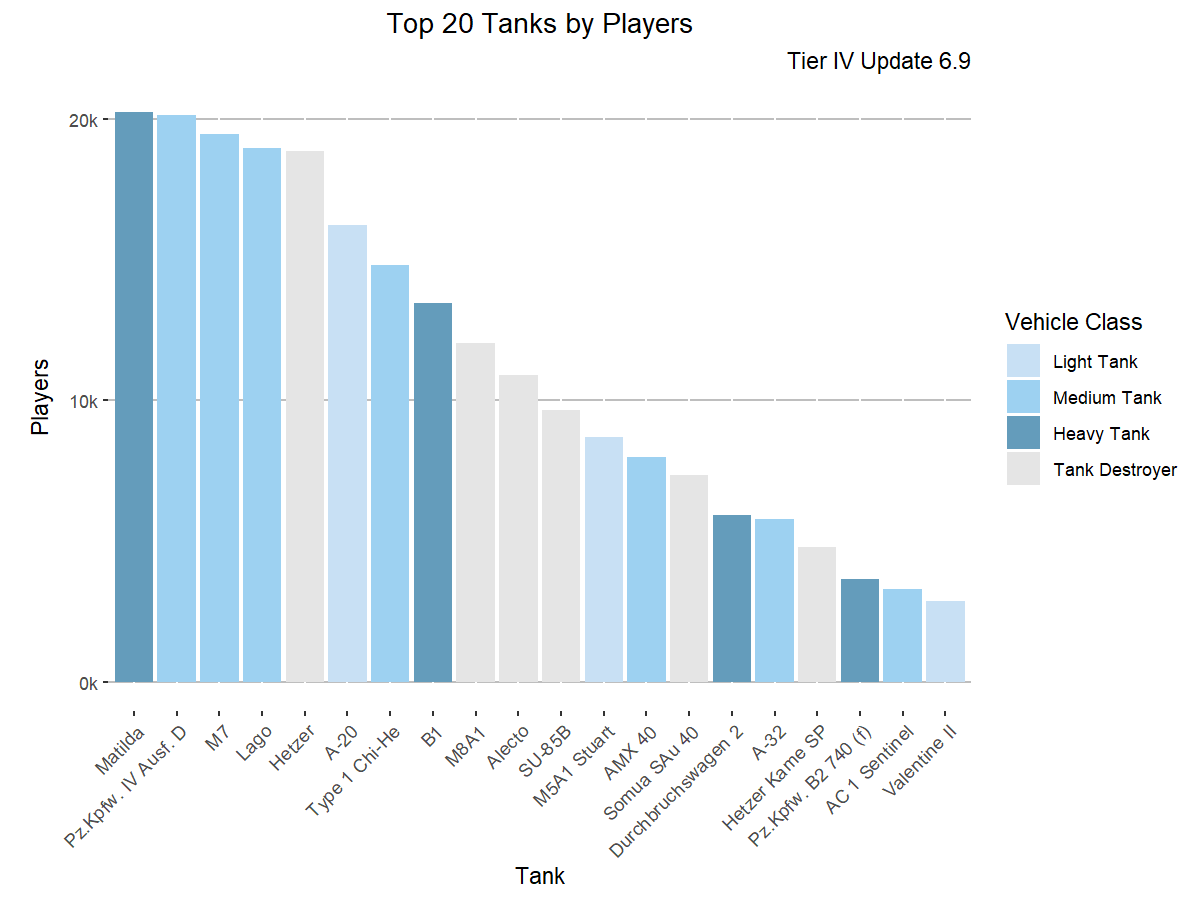 Top 20 Tanks by Players
Tier IV Update 6.9
Players
20k
10k
0k
Matilda
Pz.Kpfw. IV Ausf. D
M7
Lago
Hetzer
A-20
Type 1 Chi-He
B1
M8A1
Alecto
SU-85B
M5A1 Stuart
AMX 40
Somua SAu 40
Durchbruchswagen 2
A-32
Hetzer Kame SP
Pz.Kpfw. B2 740 (f)
AC 1 Sentinel
Valentine II
Tank
Vehicle Class
Light Tank
Medium Tank
Heavy Tank
Tank Destroyer